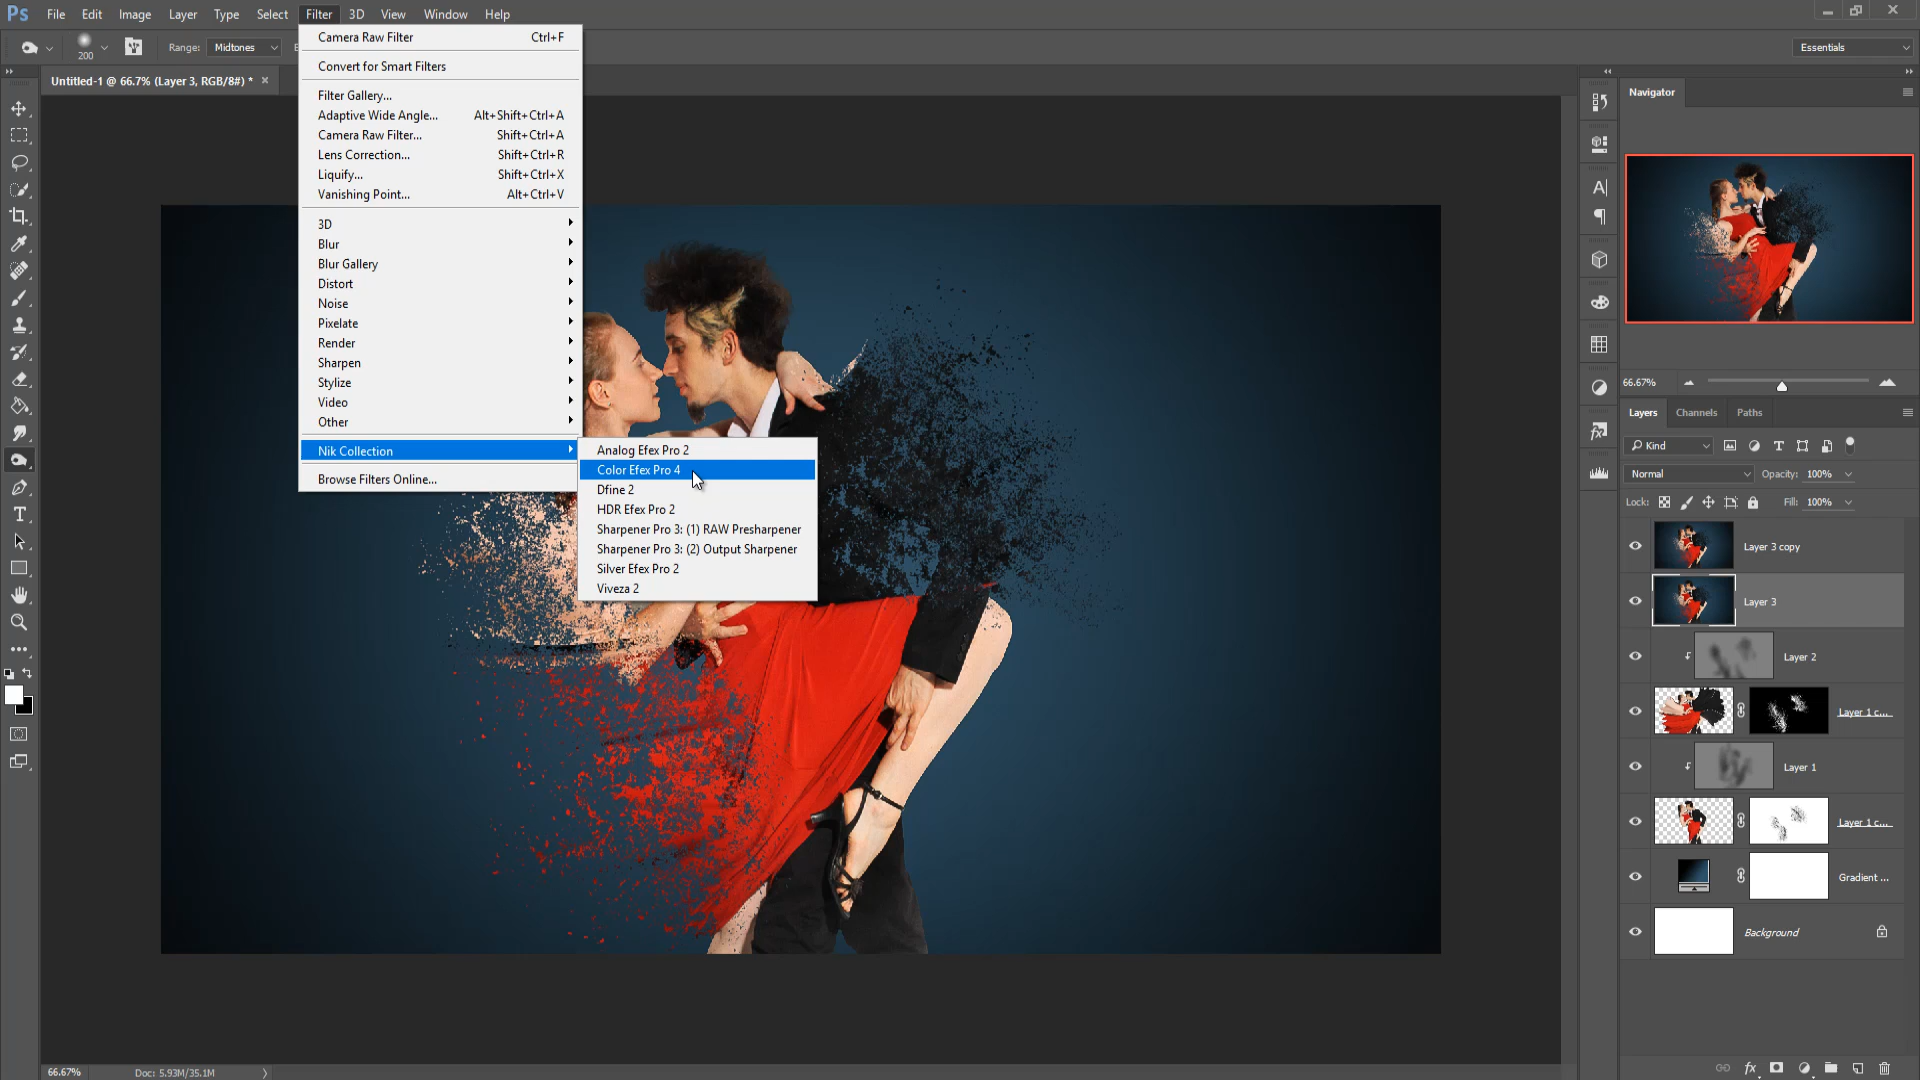 Ps File Edit Image Layer Type Select Filter 3D View Window Help
200 Range: Midtones Essentials
Untitled-1 @ 66.7% (Layer 3, RGB/8#) * ×
Camera Raw Filter Ctrl+F
Convert for Smart Filters
Filter Gallery...
Adaptive Wide Angle... Alt+Shift+Ctrl+A
Camera Raw Filter... Shift+Ctrl+A
Lens Correction... Shift+Ctrl+R
Liquify... Shift+Ctrl+X
Vanishing Point... Alt+Ctrl+V
3D
Blur
Blur Gallery
Distort
Noise
Pixelate
Render
Sharpen
Stylize
Video
Other
Nik Collection
Browse Filters Online...
Analog Efex Pro 2
Color Efex Pro 4
Dfine 2
HDR Efex Pro 2
Sharpener Pro 3: (1) RAW Presharpener
Sharpener Pro 3: (2) Output Sharpener
Silver Efex Pro 2
Viveza 2
Navigator
66.67%
Layers Channels Paths
Kind
Normal Opacity: 100%
Lock: Fill: 100%
Layer 3 copy
Layer 3
Layer 2
Layer 1 c...
Layer 1
Layer 1 c...
Gradient ...
Background
66.67% Doc: 5.93M/35.1M